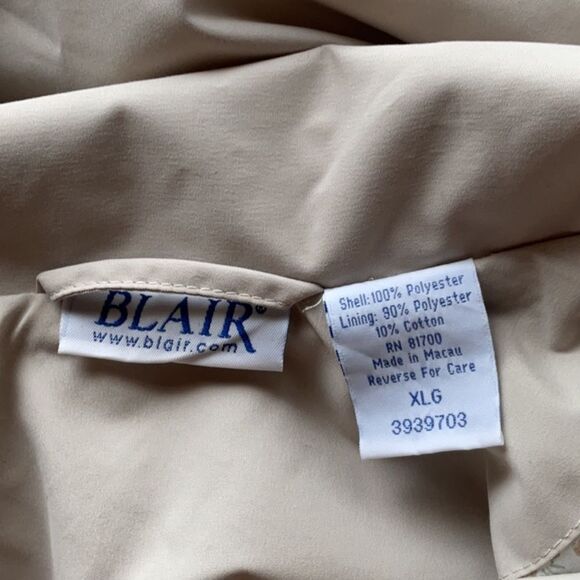 BLAIR®
www.blair.com
Shell:100% Polyester
Lining: 90% Polyester
10% Cotton
RN 81700
Made in Macau
Reverse For Care
XLG
3939703